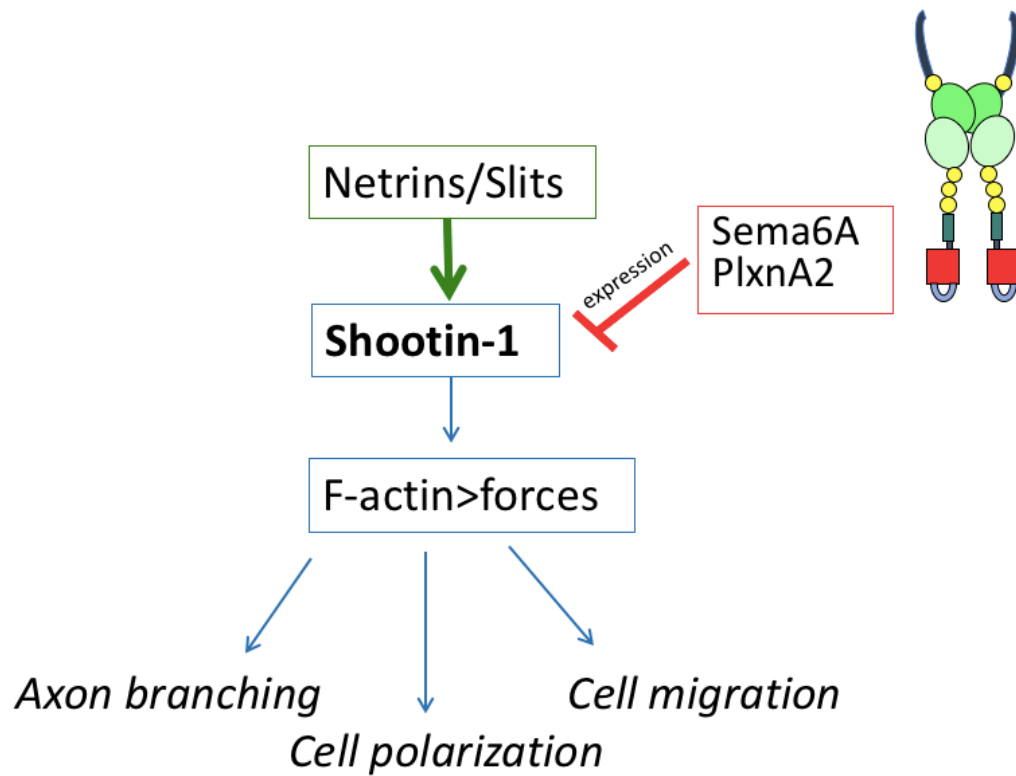 Netrins/Slits
expression
Sema6A
PlxnA2
Shootin-1
F-actin>forces
Axon branching
Cell migration
Cell polarization